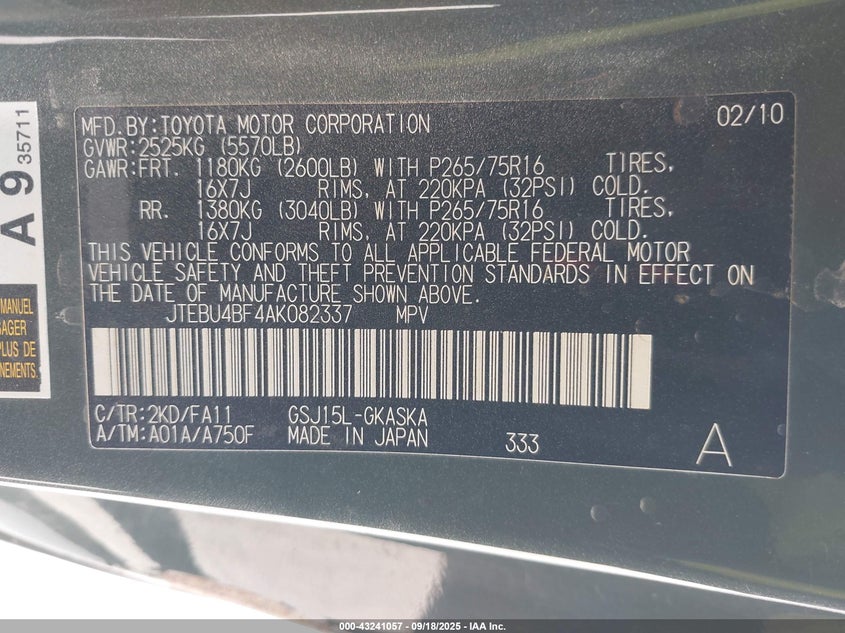 MFD.BY:TOYOTA MOTOR CORPORATION 02/10
GVWR:2525KG (5570LB)
GAWR:FRT. 1180KG (2600LB) WITH P265/75R16 TIRES,
16X7J RIMS, AT 220KPA (32PSI) COLD.
RR. 1380KG (3040LB) WITH P265/75R16 TIRES,
16X7J RIMS, AT 220KPA (32PSI) COLD.
THIS VEHICLE CONFORMS TO ALL APPLICABLE FEDERAL MOTOR
VEHICLE SAFETY AND THEFT PREVENTION STANDARDS IN EFFECT ON
THE DATE OF MANUFACTURE SHOWN ABOVE.
JTEBU4BF4AK082337 MPV
C/TR:2KD/FA11 GSJ15L-GKASKA
A/TM:A01A/A750F MADE IN JAPAN 333 A
A 9 35711
MANUEL
AGER
PLUS DE
NEMENTS.
000-43241057 - 09/18/2025 - IAA Inc.